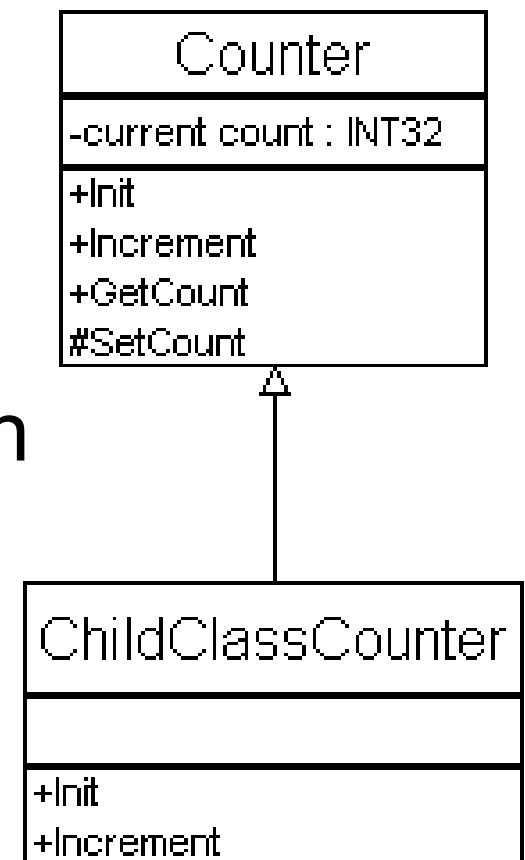 Counter
-current count : INT32
+Init
+Increment
+GetCount
#SetCount
n
ChildClassCounter
+Init
+Increment